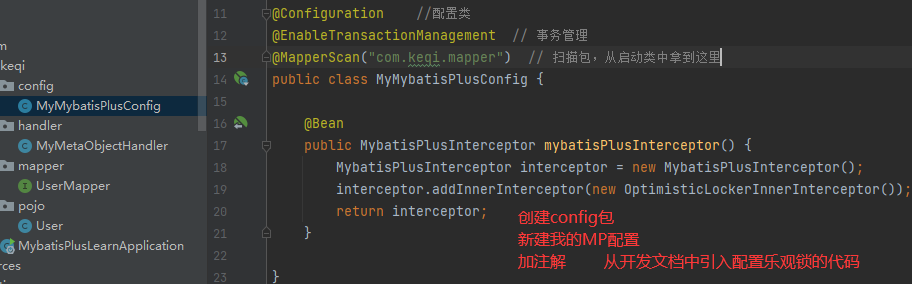 m
keqi
config
MyMybatisPlusConfig
handler
MyMetaObjectHandler
mapper
UserMapper
pojo
User
MybatisPlusLearnApplication
rces
11 @Configuration //配置类
12 @EnableTransactionManagement // 事务管理
13 @MapperScan("com.keqi.mapper") // 扫描包，从启动类中拿到这里
14 public class MyMybatisPlusConfig {
15
16 @Bean
17 public MybatisPlusInterceptor mybatisPlusInterceptor() {
18 MybatisPlusInterceptor interceptor = new MybatisPlusInterceptor();
19 interceptor.addInnerInterceptor(new OptimisticLockerInnerInterceptor());
20 return interceptor;
21 }
22
23 }
创建config包
新建我的MP配置
加注解 从开发文档中引入配置乐观锁的代码